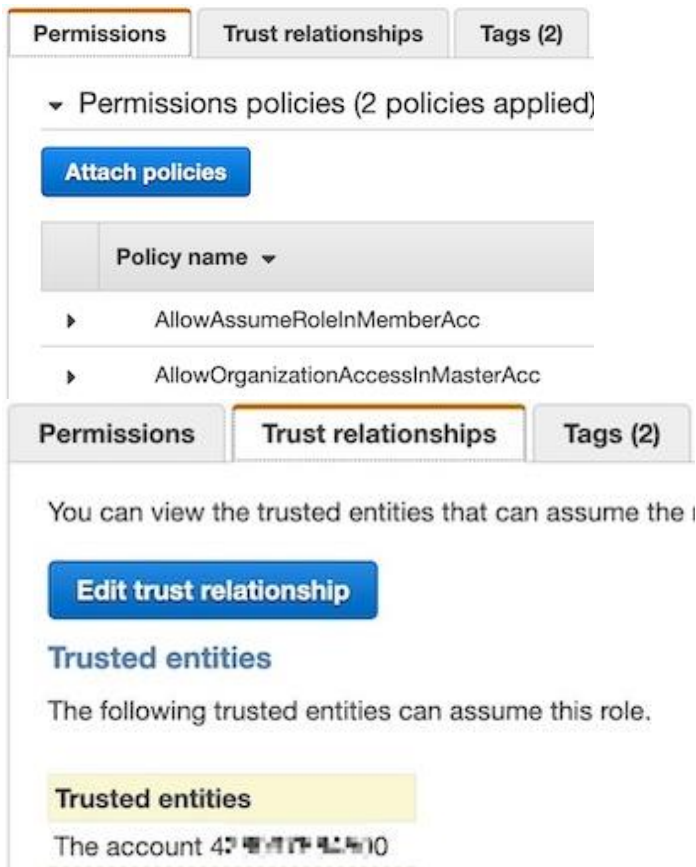 Permissions Trust relationships Tags (2)
Permissions policies (2 policies applied)
Attach policies
Policy name
AllowAssumeRoleInMemberAcc
AllowOrganizationAccessInMasterAcc
Permissions Trust relationships Tags (2)
You can view the trusted entities that can assume the
Edit trust relationship
Trusted entities
The following trusted entities can assume this role.
Trusted entities
The account